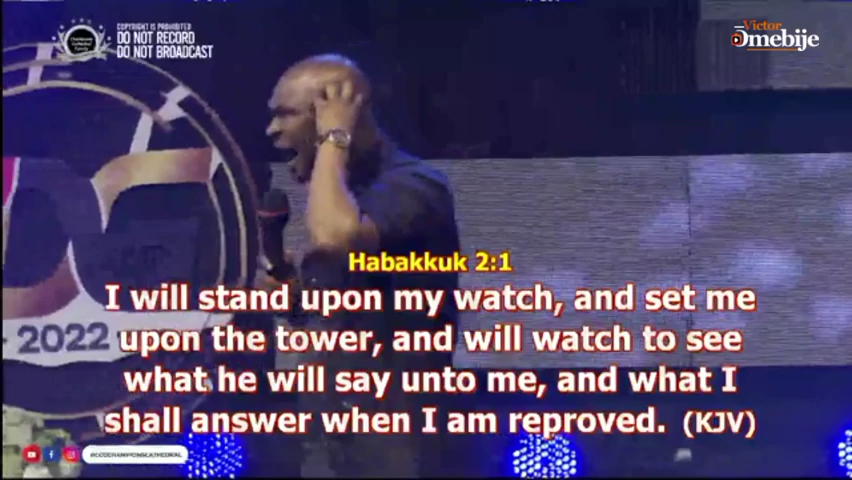 COPYRIGHT IS PROHIBITED
DO NOT RECORD
DO NOT BROADCAST
Victor
Omebije
Habakkuk 2:1
I will stand upon my watch, and set me
upon the tower, and will watch to see
what he will say unto me, and what I
shall answer when I am reproved. (KJV)
- 2022